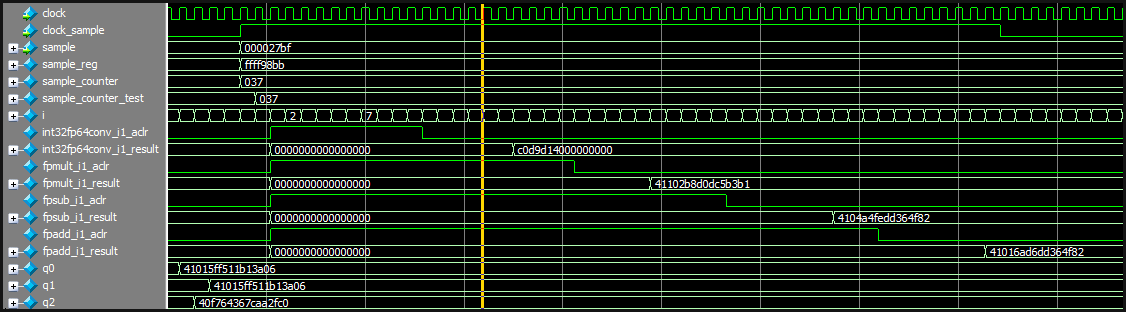 clock
clock_sample
sample 000027bf
sample_reg ffff98bb
sample_counter 037
sample_counter_test 037
i 2 7
int32fp64conv_i1_aclr
int32fp64conv_i1_result 0000000000000000 c0d9d14000000000
fpmult_i1_aclr
fpmult_i1_result 0000000000000000 41102b8d0dc5b3b1
fpsub_i1_aclr
fpsub_i1_result 0000000000000000 4104a4fedd364f82
fpadd_i1_aclr
fpadd_i1_result 0000000000000000 41016ad6dd364f82
q0 41015ff511b13a06
q1 41015ff511b13a06
q2 40f764367caa2fc0